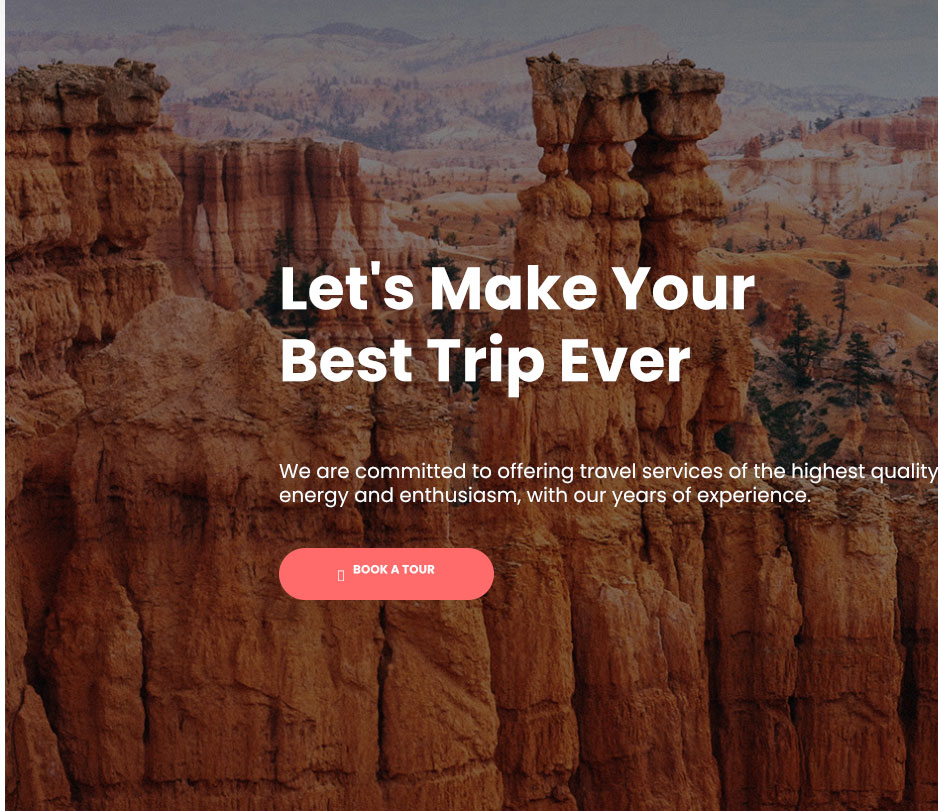 Let's Make Your
Best Trip Ever
We are committed to offering travel services of the highest quality
energy and enthusiasm, with our years of experience.
BOOK A TOUR